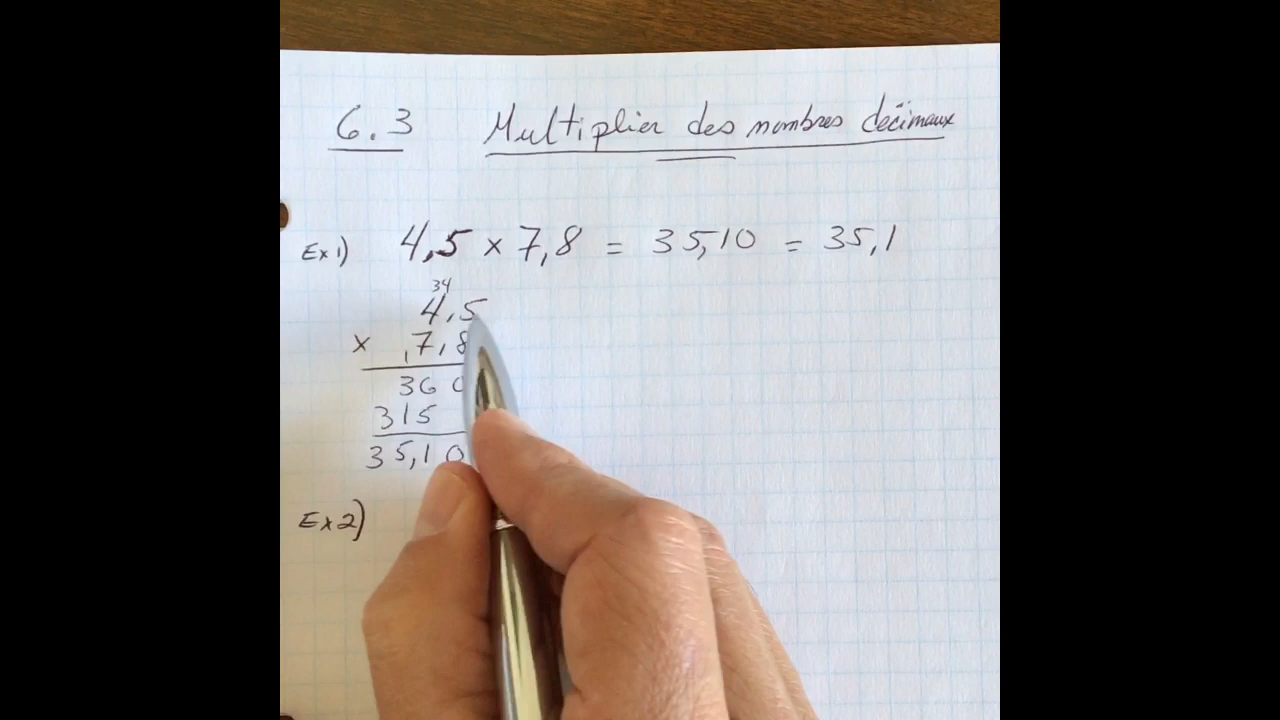 6.3 Multiplier des nombres décimaux
Ex1) 4,5 x 7,8 = 35,10 = 35,1
34
4,5
x ,7,8
360
315
35,10
Ex2)